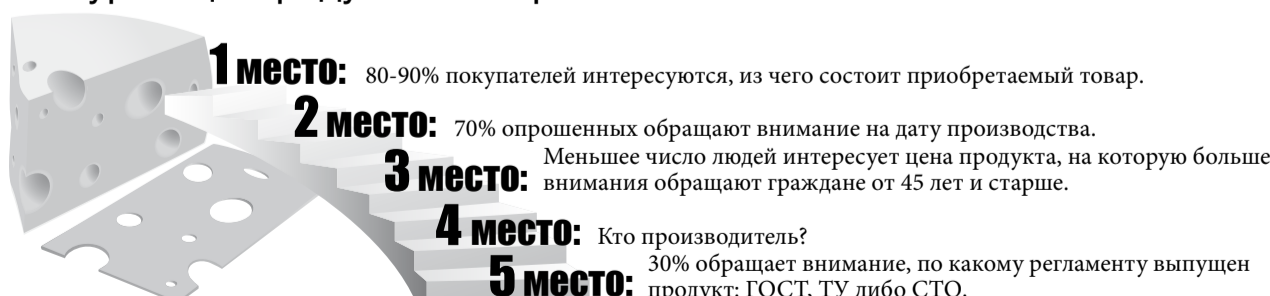 1 место: 80-90% покупателей интересуются, из чего состоит приобретаемый товар.
2 место: 70% опрошенных обращают внимание на дату производства.
3 место: Меньшее число людей интересует цена продукта, на которую больше
внимания обращают граждане от 45 лет и старше.
4 место: Кто производитель?
5 место: 30% обращает внимание, по какому регламенту выпущен
продукт: ГОСТ, ТУ либо СТО.